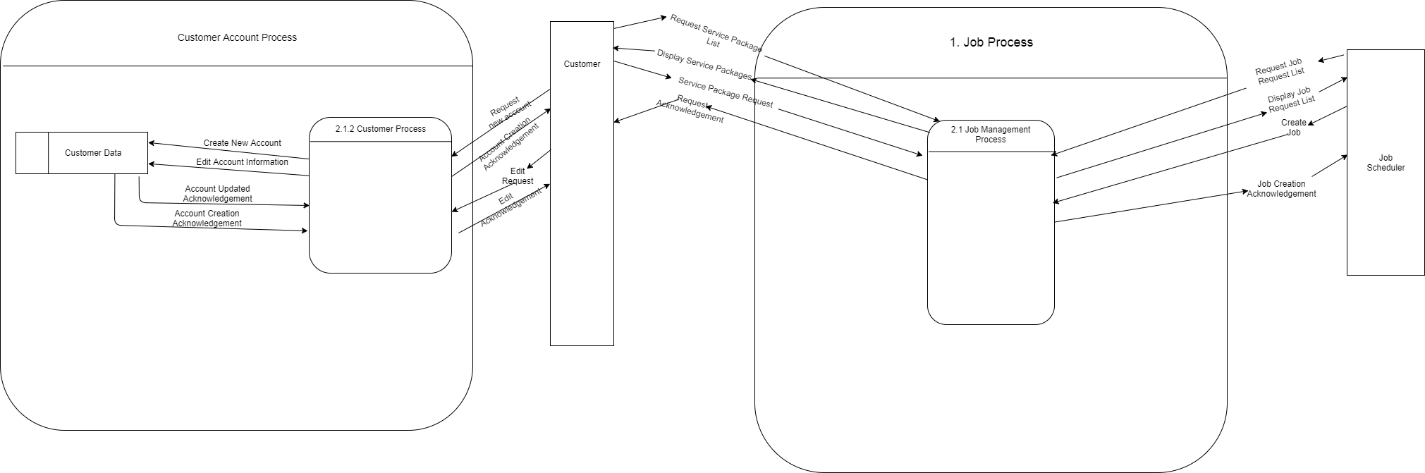 Customer Account Process
2.1.2 Customer Process
Customer Data
Create New Account
Edit Account Information
Account Updated
Acknowledgement
Account Creation
Acknowledgement
Request
new account
Account Creation
Acknowledgement
Edit
Request
Edit
Acknowledgement
Customer
Request Service Package
List
Display Service Packages
Service Package Request
Request
Acknowledgement
1. Job Process
2.1 Job Management
Process
Request Job
Request List
Display Job
Request List
Create
Job
Job Creation
Acknowledgement
Job
Scheduler